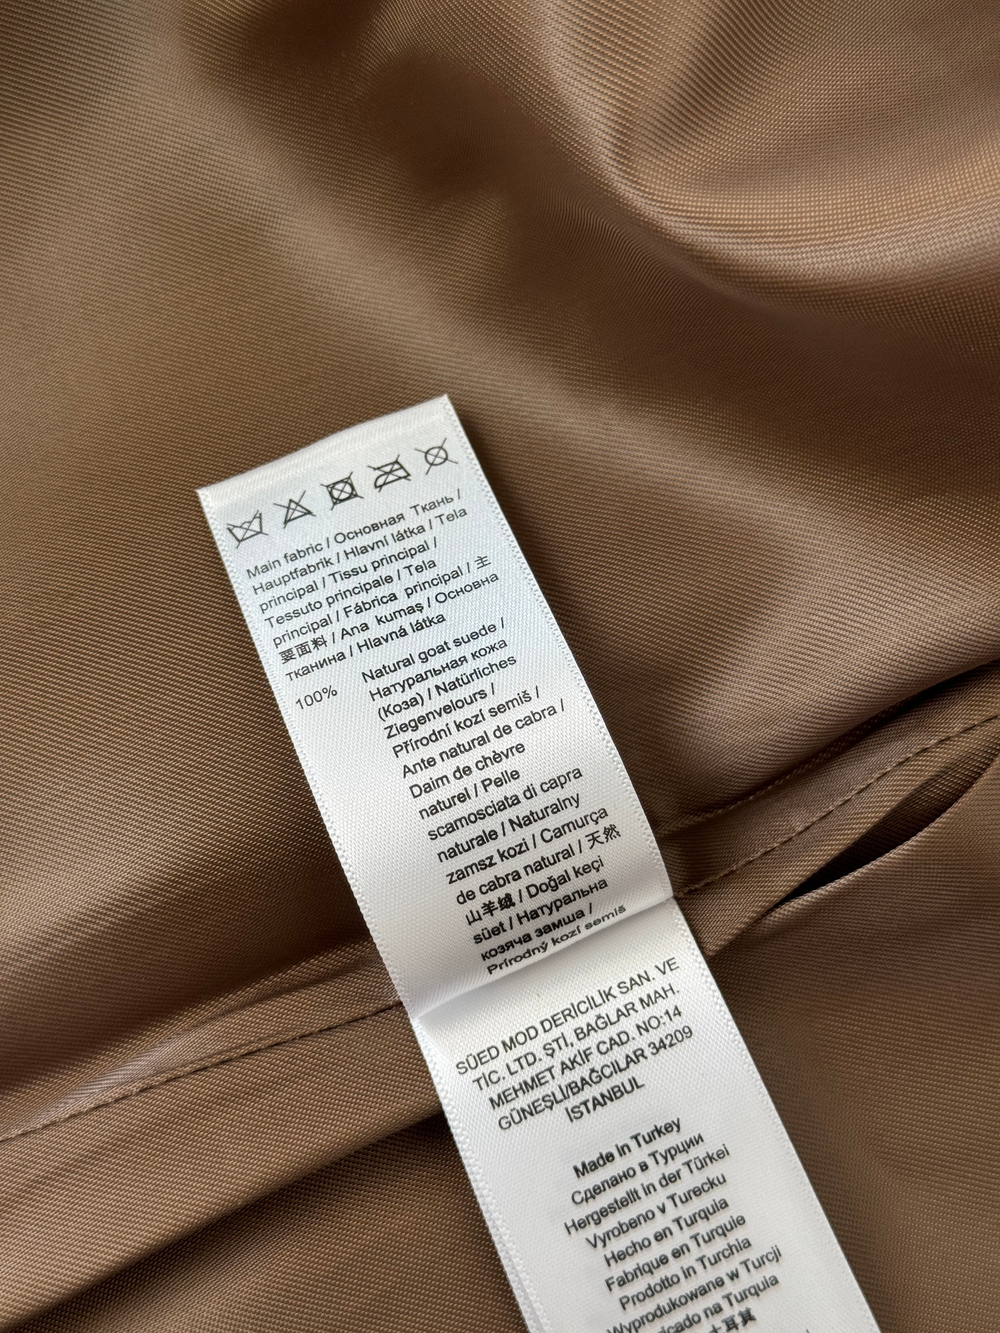 Main fabric / Основная Ткань /
Hauptfabrik / Hlavní látka / Tela
principal / Tissu principal /
Tessuto principale / Tela
principal / Fábrica principal / 主
要面料 / Ana kumaş / Основна
тканина / Hlavná látka
100% Natural goat suede /
Натуральная кожа
(Коза) / Natürliches
Ziegenvelours /
Přírodní kozí semiš /
Ante natural de cabra /
Daim de chèvre
naturel / Pelle
scamosciata di capra
naturale / Naturalny
zamsz kozi / Camurça
de cabra natural / 天然
山羊绒 / Doğal keçi
süet / Натуральна
козяча замша /
Prírodný kozí semiš
SÜED MOD DERİCİLİK SAN. VE
TİC. LTD. ŞTİ, BAĞLAR MAH.
MEHMET AKİF CAD. NO:14
GÜNEŞLİ/BAĞCILAR 34209
İSTANBUL
Made in Turkey
Сделано в Турции
Hergestellt in der Türkei
Vyrobeno v Turecku
Hecho en Turquia
Fabrique en Turquie
Prodotto in Turchia
Wyprodukowane w Turcji
na Turquia